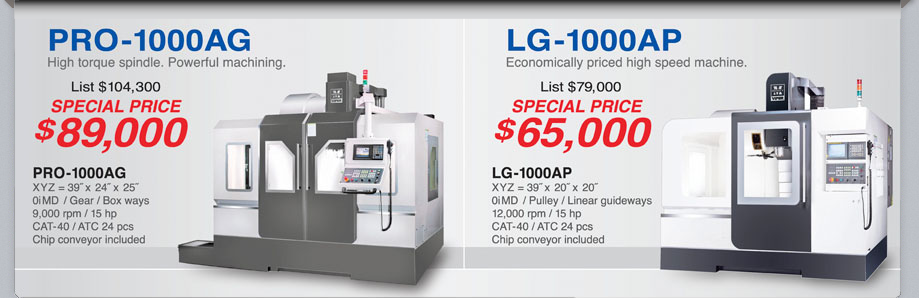 PRO-1000AG
High torque spindle. Powerful machining.
List $104,300
SPECIAL PRICE
$89,000
PRO-1000AG
XYZ = 39˝ x 24˝ x 25˝
0iMD / Gear / Box ways
9,000 rpm / 15 hp
CAT-40 / ATC 24 pcs
Chip conveyor included
LG-1000AP
Economically priced high speed machine.
List $79,000
SPECIAL PRICE
$65,000
LG-1000AP
XYZ = 39˝ x 20˝ x 20˝
0iMD / Pulley / Linear guideways
12,000 rpm / 15 hp
CAT-40 / ATC 24 pcs
Chip conveyor included